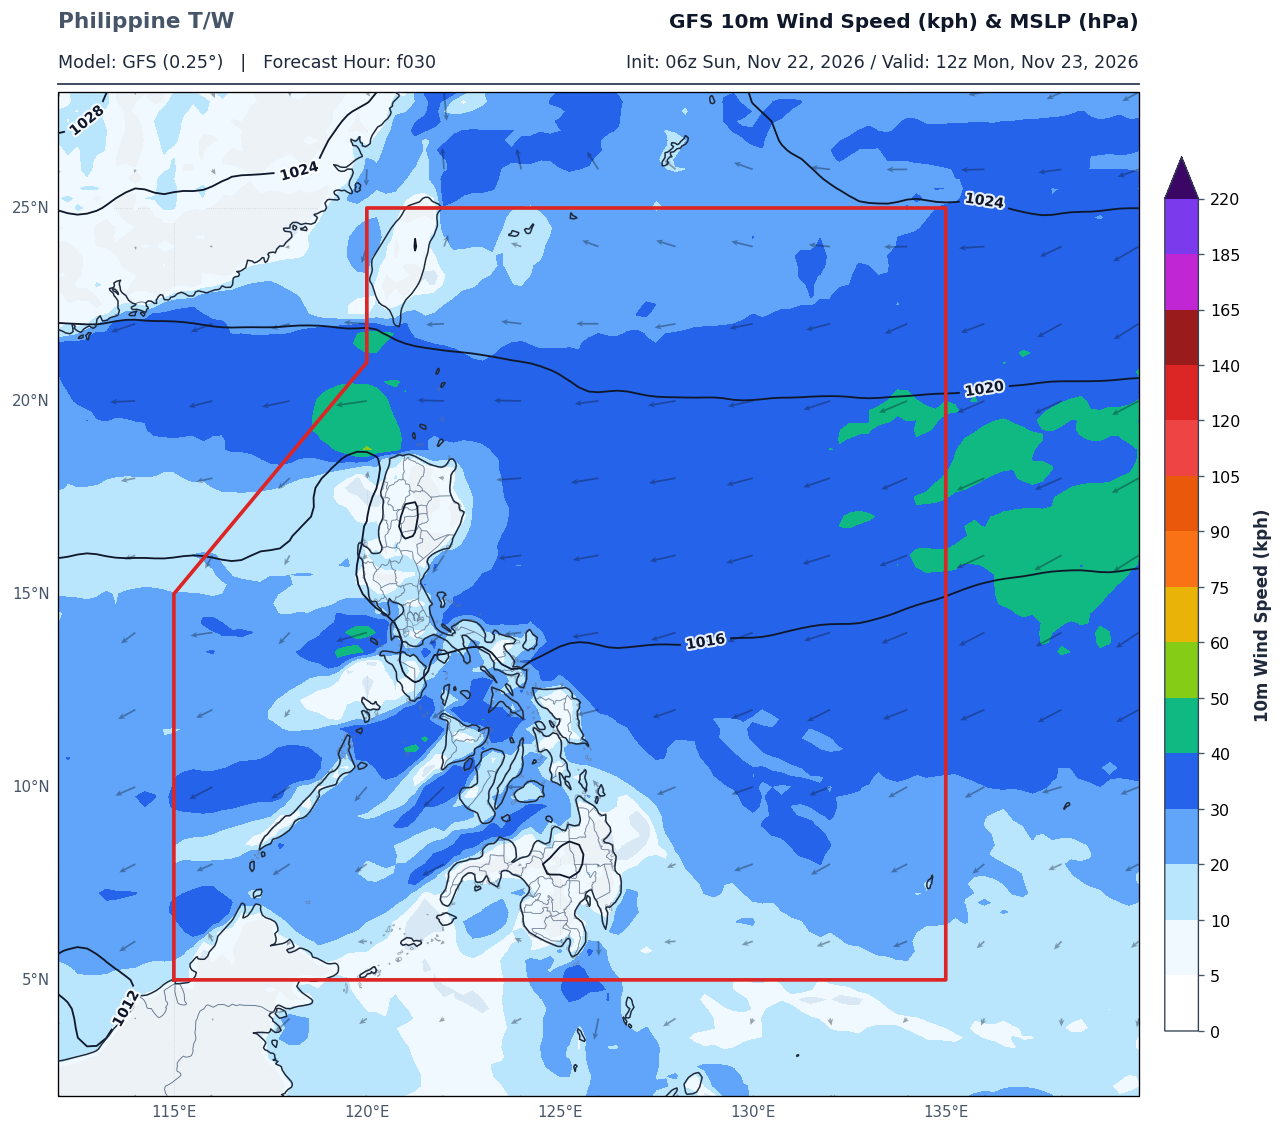 Philippine T/W
GFS 10m Wind Speed (kph) & MSLP (hPa)
Model: GFS (0.25°)   |   Forecast Hour: f030
Init: 06z Sun, Nov 22, 2026 / Valid: 12z Mon, Nov 23, 2026
1028
1024
1024
1020
1016
1012
25°N
20°N
15°N
10°N
5°N
115°E
120°E
125°E
130°E
135°E
220
185
165
140
120
105
90
75
60
50
40
30
20
10
5
0
10m Wind Speed (kph)